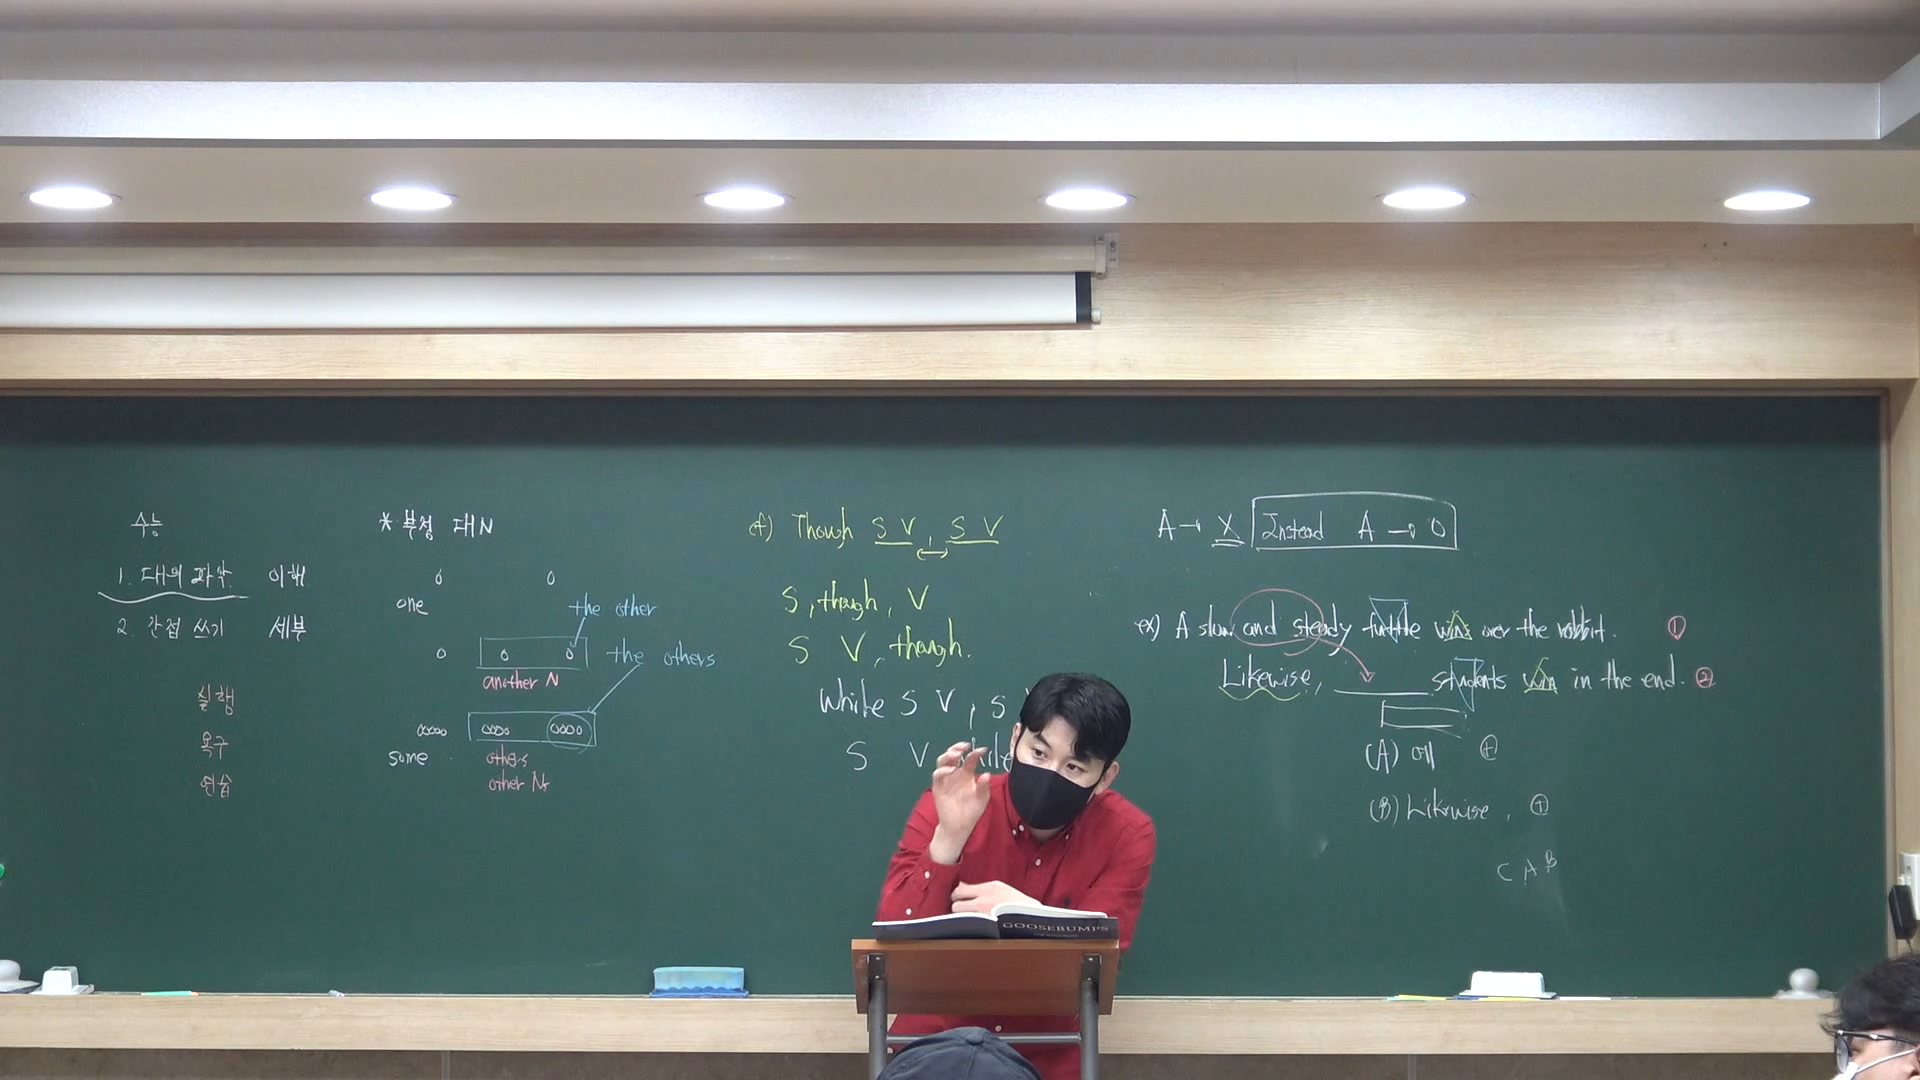 수능
1. 대의 파악 이해
2. 간접 쓰기 세부
실행
욕구
연습
* 부정 대N
one
the other
another N
the others
some
others
other Ns
cf) Though S V, S V
S, though, V
S V, though.
While S V, S
S V
A → X Instead A → O
ex) A slow and steady turtle wins over the rabbit. ①
Likewise, ______ students win in the end. ②
(A) all ⊕
(B) Likewise, ⊕
C A B
GOOSEBUMPS